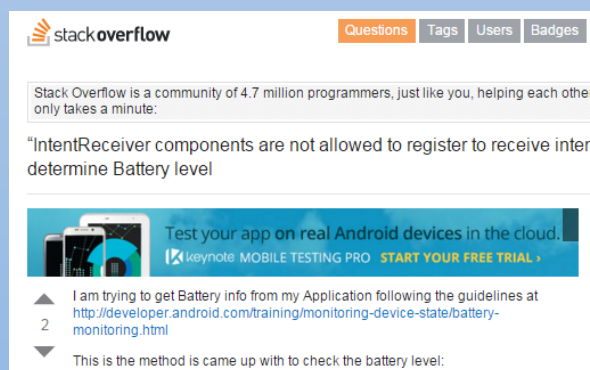 stackoverflow
Questions Tags Users Badges
Stack Overflow is a community of 4.7 million programmers, just like you, helping each othe
only takes a minute:
“IntentReceiver components are not allowed to register to receive inter
determine Battery level
Test your app on real Android devices in the cloud.
keynote MOBILE TESTING PRO START YOUR FREE TRIAL ›
I am trying to get Battery info from my Application following the guidelines at
http://developer.android.com/training/monitoring-device-state/battery-
2
monitoring.html
This is the method is came up with to check the battery level: